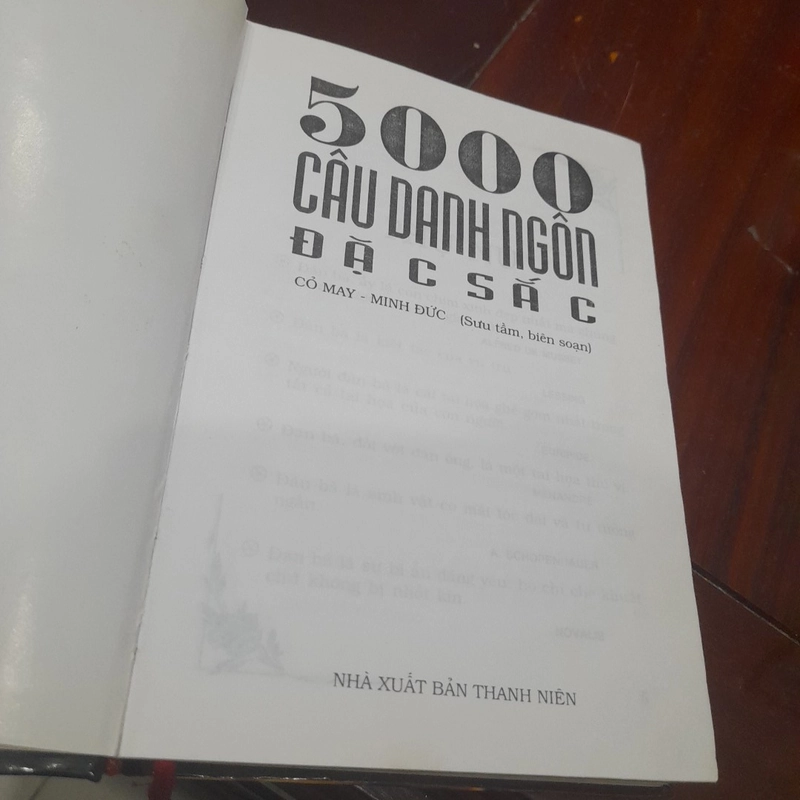 5000
CÂU DANH NGÔN
ĐẶC SẮC
CỎ MAY - MINH ĐỨC (Sưu tầm, biên soạn)
NHÀ XUẤT BẢN THANH NIÊN